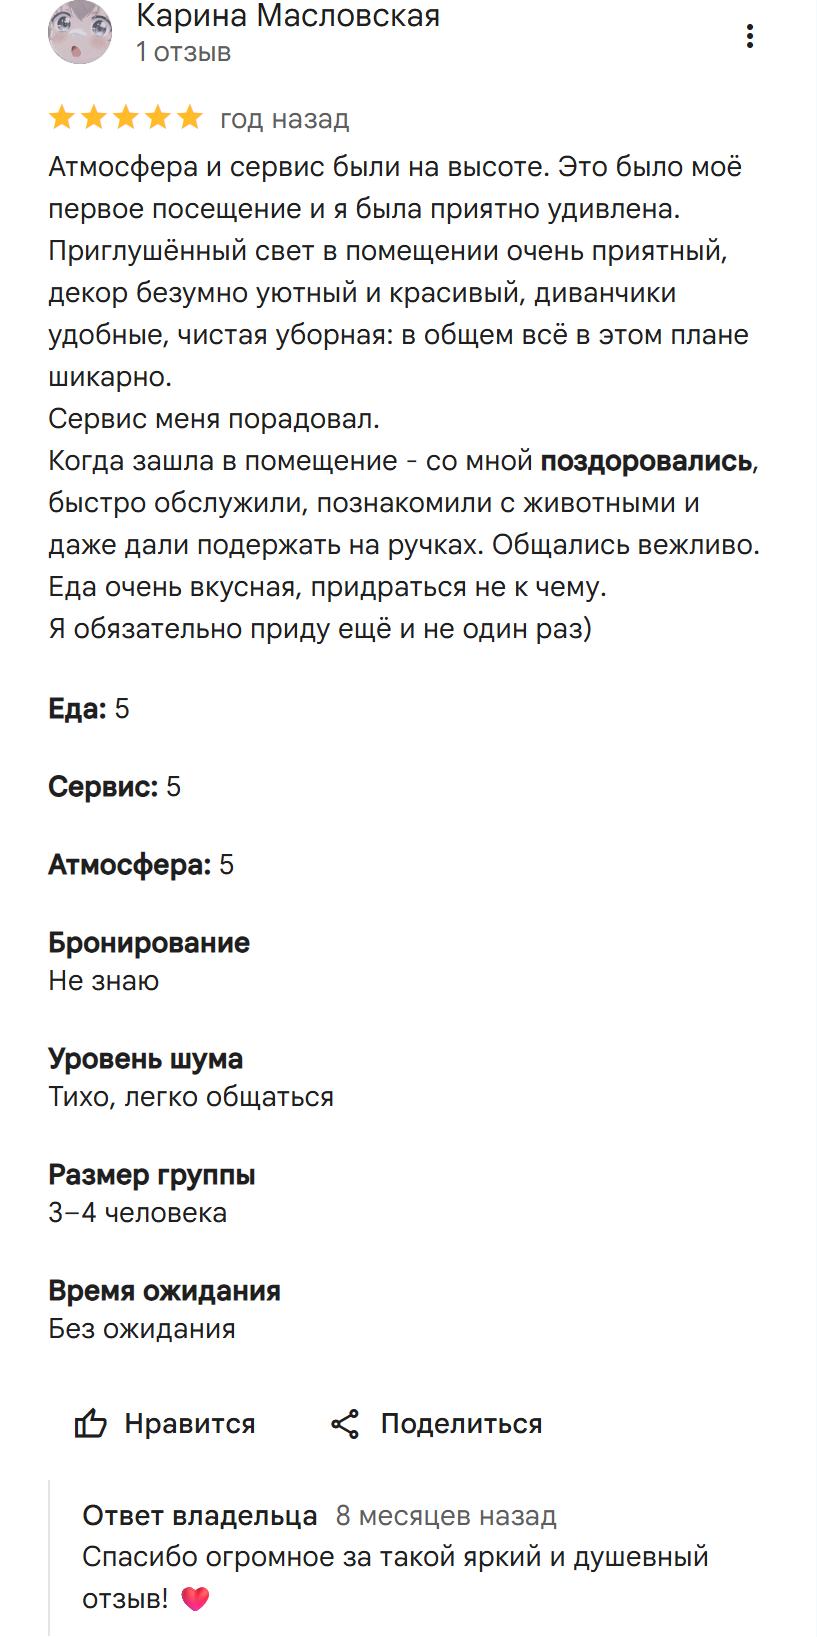 Карина Масловская
1 отзыв
год назад
Атмосфера и сервис были на высоте. Это было моё
первое посещение и я была приятно удивлена.
Приглушённый свет в помещении очень приятный,
декор безумно уютный и красивый, диванчики
удобные, чистая уборная: в общем всё в этом плане
шикарно.
Сервис меня порадовал.
Когда зашла в помещение - со мной поздоровались,
быстро обслужили, познакомили с животными и
даже дали подержать на ручках. Общались вежливо.
Еда очень вкусная, придраться не к чему.
Я обязательно приду ещё и не один раз)
Еда: 5
Сервис: 5
Атмосфера: 5
Бронирование
Не знаю
Уровень шума
Тихо, легко общаться
Размер группы
3–4 человека
Время ожидания
Без ожидания
Нравится Поделиться
Ответ владельца 8 месяцев назад
Спасибо огромное за такой яркий и душевный
отзыв! ❤️